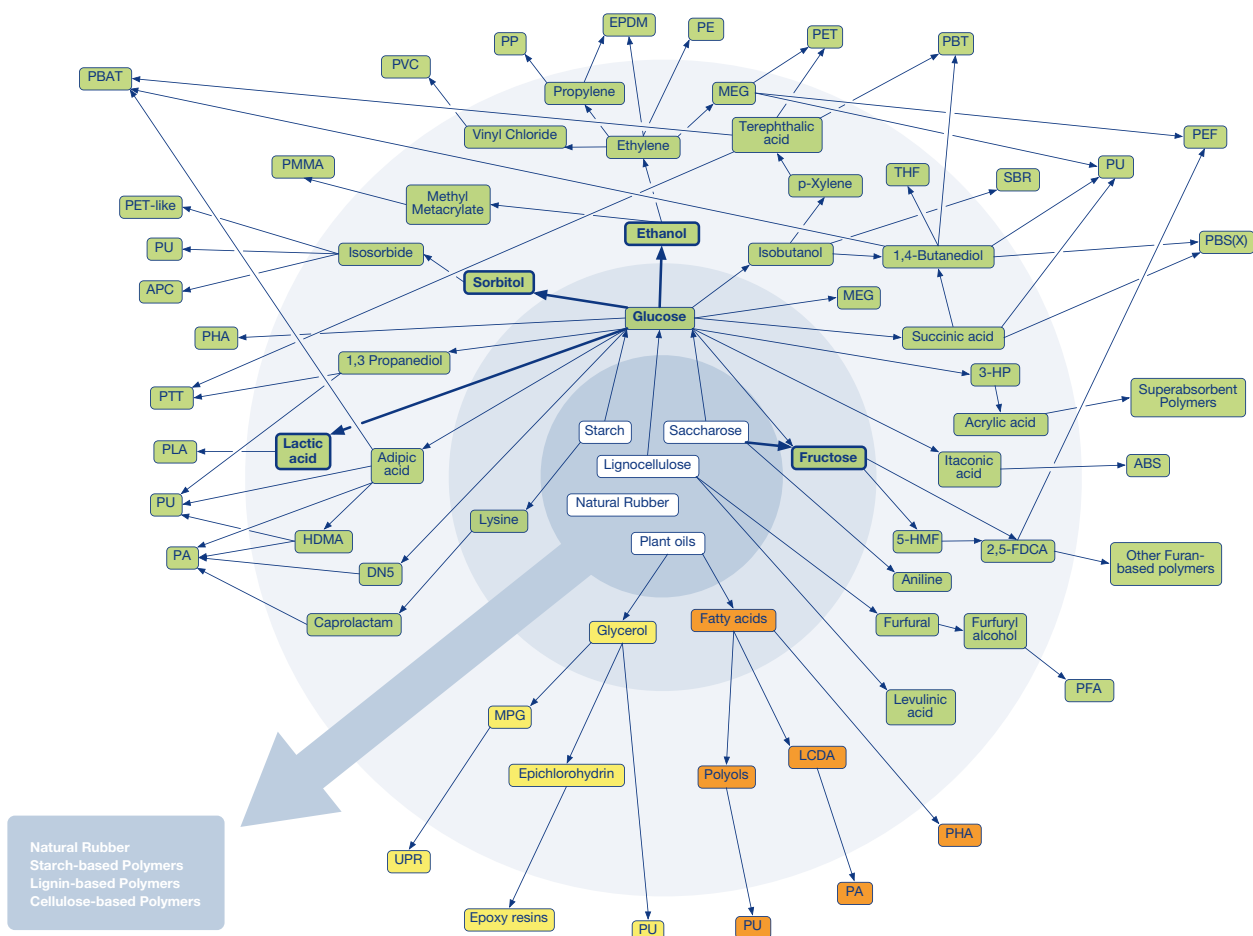 EPDM
PE
PET
PBT
PP
PVC
PBAT
Propylene
MEG
Vinyl Chloride
Ethylene
Terephthalic
acid
PEF
PMMA
Methyl
Metacrylate
p-Xylene
THF
SBR
PU
PET-like
Ethanol
PBS(X)
PU
Isosorbide
Isobutanol
1,4-Butanediol
APC
Sorbitol
MEG
Glucose
PHA
Succinic acid
1,3 Propanediol
3-HP
PTT
Superabsorbent
Polymers
Acrylic acid
Starch
Saccharose
PLA
Lactic
acid
Adipic
acid
Lignocellulose
Fructose
Itaconic
acid
ABS
PU
Natural Rubber
Lysine
HDMA
Plant oils
5-HMF
2,5-FDCA
PA
DN5
Aniline
Other Furan-
based polymers
Caprolactam
Glycerol
Fatty acids
Furfural
Furfuryl
alcohol
PFA
Levulinic
acid
MPG
LCDA
Epichlorohydrin
Polyols
PHA
Natural Rubber
Starch-based Polymers
Lignin-based Polymers
Cellulose-based Polymers
UPR
PA
Epoxy resins
PU
PU